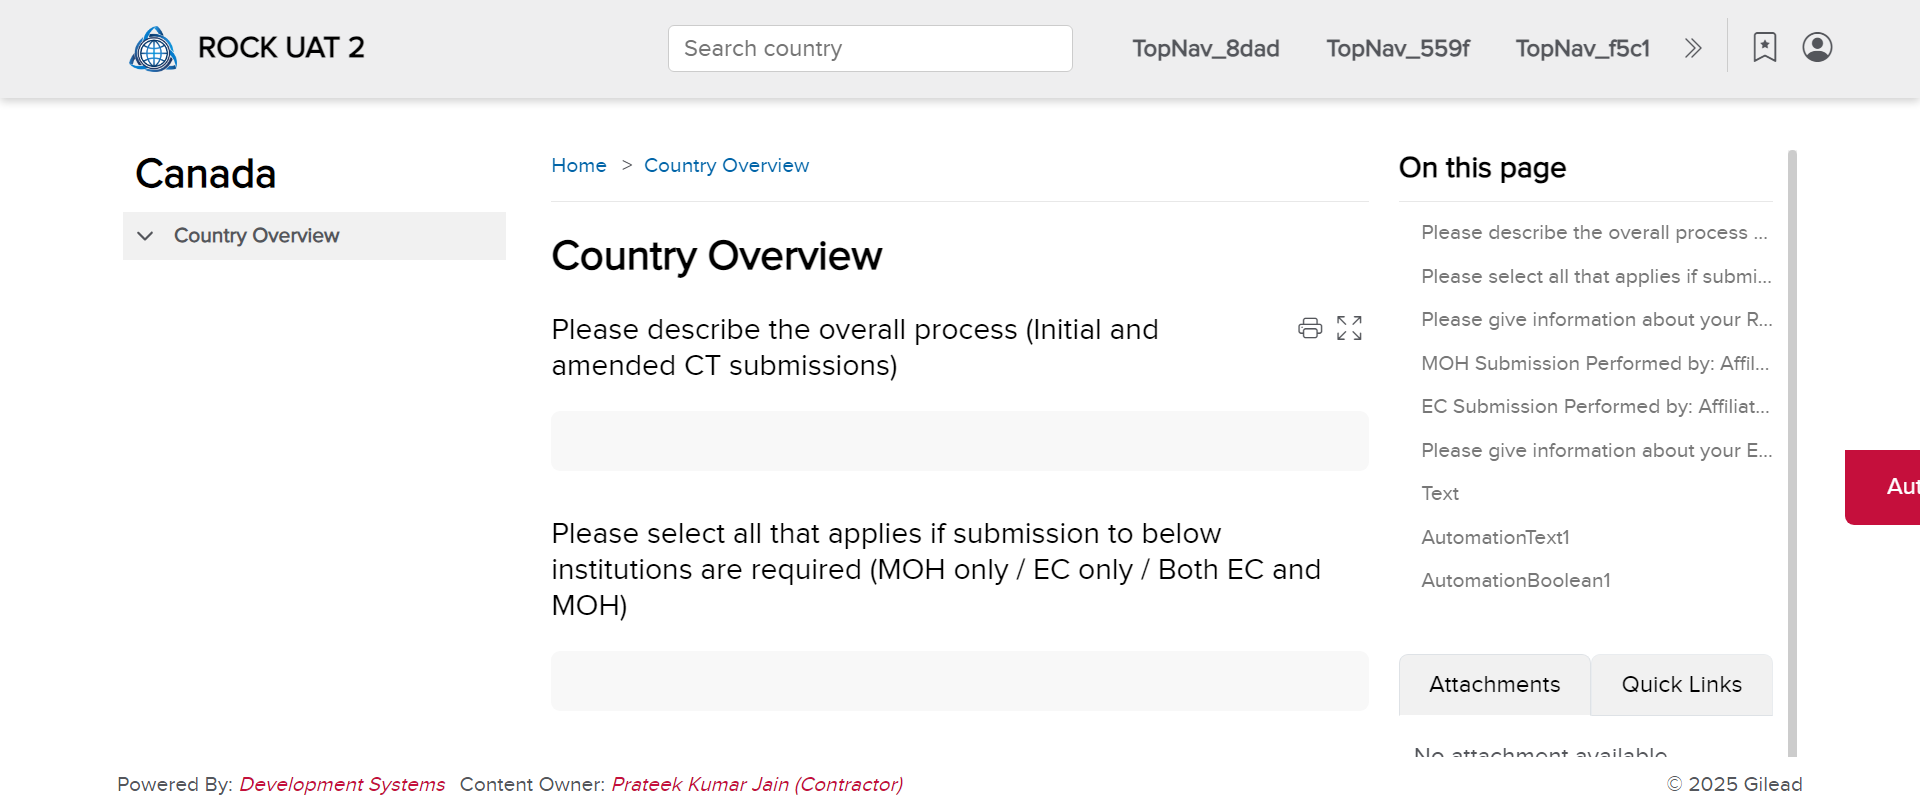 ROCK UAT 2
Search country
TopNav_8dad
TopNav_559f
TopNav_f5c1
Canada
Country Overview
Home > Country Overview
Country Overview
Please describe the overall process (Initial and
amended CT submissions)
Please select all that applies if submission to below
institutions are required (MOH only / EC only / Both EC and
MOH)
On this page
Please describe the overall process ...
Please select all that applies if submi...
Please give information about your R...
MOH Submission Performed by: Affil...
EC Submission Performed by: Affiliat...
Please give information about your E...
Text
AutomationText1
AutomationBoolean1
Attachments
Quick Links
No attachment available
Aut
Powered By: Development Systems Content Owner: Prateek Kumar Jain (Contractor)
© 2025 Gilead